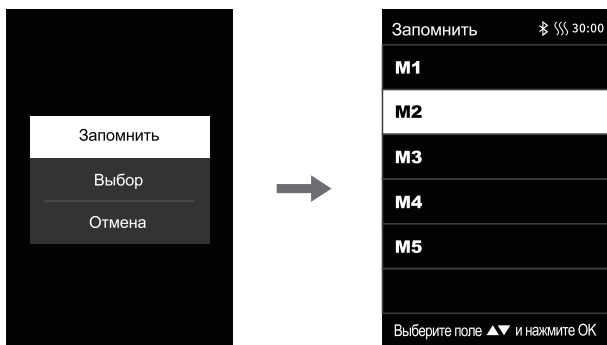 Запомнить
Выбор
Отмена
Запомнить 30:00
M1
M2
M3
M4
M5
Выберите поле ▲▼ и нажмите OK